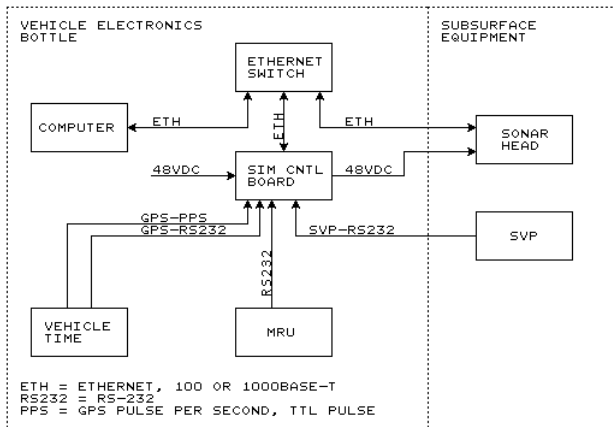 VEHICLE ELECTRONICS
BOTTLE
SUBSURFACE
EQUIPMENT
ETHERNET
SWITCH
COMPUTER
ETH
ETH
ETH
SONAR
HEAD
48VDC
SIM CNTL
BOARD
48VDC
GPS-PPS
GPS-RS232
SVP-RS232
SVP
RS232
VEHICLE
TIME
MRU
ETH = ETHERNET, 100 OR 1000BASE-T
RS232 = RS-232
PPS = GPS PULSE PER SECOND, TTL PULSE